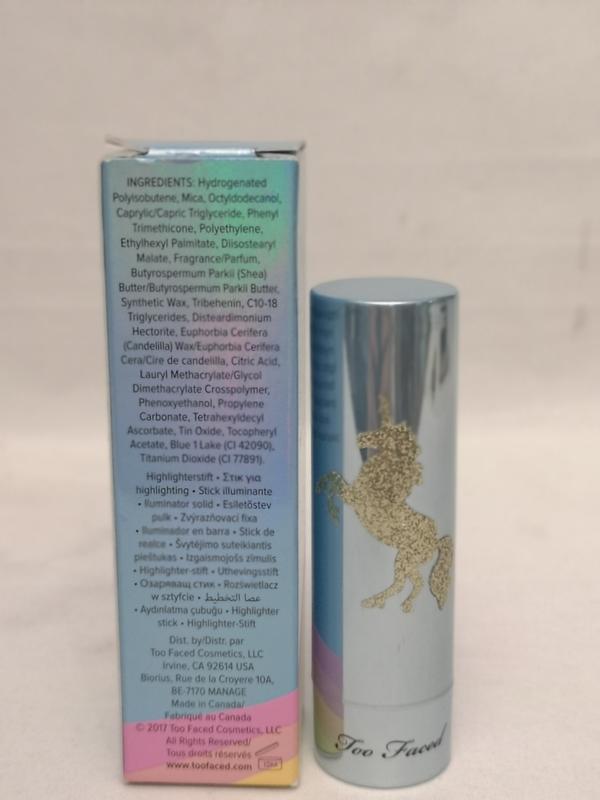 INGREDIENTS: Hydrogenated
Polyisobutene, Mica, Octyldodecanol,
Caprylic/Capric Triglyceride, Phenyl
Trimethicone, Polyethylene,
Ethylhexyl Palmitate, Diisostearyl
Malate, Fragrance/Parfum,
Butyrospermum Parkii (Shea)
Butter/Butyrospermum Parkii Butter,
Synthetic Wax, Tribehenin, C10-18
Triglycerides, Disteardimonium
Hectorite, Euphorbia Cerifera
(Candelilla) Wax/Euphorbia Cerifera
Cera/Cire de candelilla, Citric Acid,
Lauryl Methacrylate/Glycol
Dimethacrylate Crosspolymer,
Phenoxyethanol, Propylene
Carbonate, Tetrahexyldecyl
Ascorbate, Tin Oxide, Tocopheryl
Acetate, Blue 1 Lake (CI 42090),
Titanium Dioxide (CI 77891).
Highlighterstift • Στικ για
highlighting • Stick illuminante
• Iluminator solid • Esiletőstev
pulk • Zvýrazňovací fixa
• Iluminador en barra • Stick de
realce • Švytėjimo suteikiantis
pieštukas • Izgaismojošs zīmulis
• Highlighter-stift • Uthevingsstift
• Озаряващ стик • Rozświetlacz
w sztyfcie • عصا التخطيط
• Aydınlatma çubuğu • Highlighter
stick • Highlighter-Stift
Dist. by/Distr. par
Too Faced Cosmetics, LLC
Irvine, CA 92614 USA
Biorius, Rue de la Croyere 10A,
BE-7170 MANAGE
Made in Canada/
Fabriqué au Canada
© 2017 Too Faced Cosmetics, LLC
All Rights Reserved/
Tous droits réservés
www.toofaced.com 12M
Too Faced